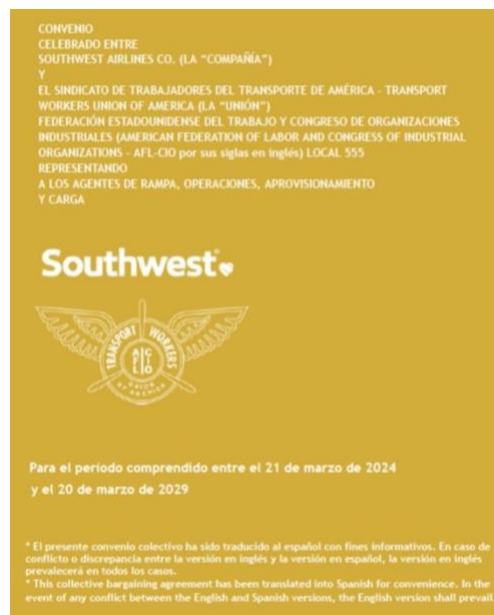 CONVENIO
CELEBRADO ENTRE
SOUTHWEST AIRLINES CO. (LA “COMPAÑÍA”)
Y
EL SINDICATO DE TRABAJADORES DEL TRANSPORTE DE AMÉRICA - TRANSPORT
WORKERS UNION OF AMERICA (LA “UNIÓN”)
FEDERACIÓN ESTADOUNIDENSE DEL TRABAJO Y CONGRESO DE ORGANIZACIONES
INDUSTRIALES (AMERICAN FEDERATION OF LABOR AND CONGRESS OF INDUSTRIAL
ORGANIZATIONS - AFL-CIO por sus siglas en inglés) LOCAL 555
REPRESENTANDO
A LOS AGENTES DE RAMPA, OPERACIONES, APROVISIONAMIENTO
Y CARGA
Southwest
TRANSPORT WORKERS
AFL CIO
UNION OF AMERICA
Para el período comprendido entre el 21 de marzo de 2024
y el 20 de marzo de 2029
* El presente convenio colectivo ha sido traducido al español con fines informativos. En caso de
conflicto o discrepancia entre la versión en inglés y la versión en español, la versión en inglés
prevalecerá en todos los casos.
* This collective bargaining agreement has been translated into Spanish for convenience. In the
event of any conflict between the English and Spanish versions, the English version shall prevail